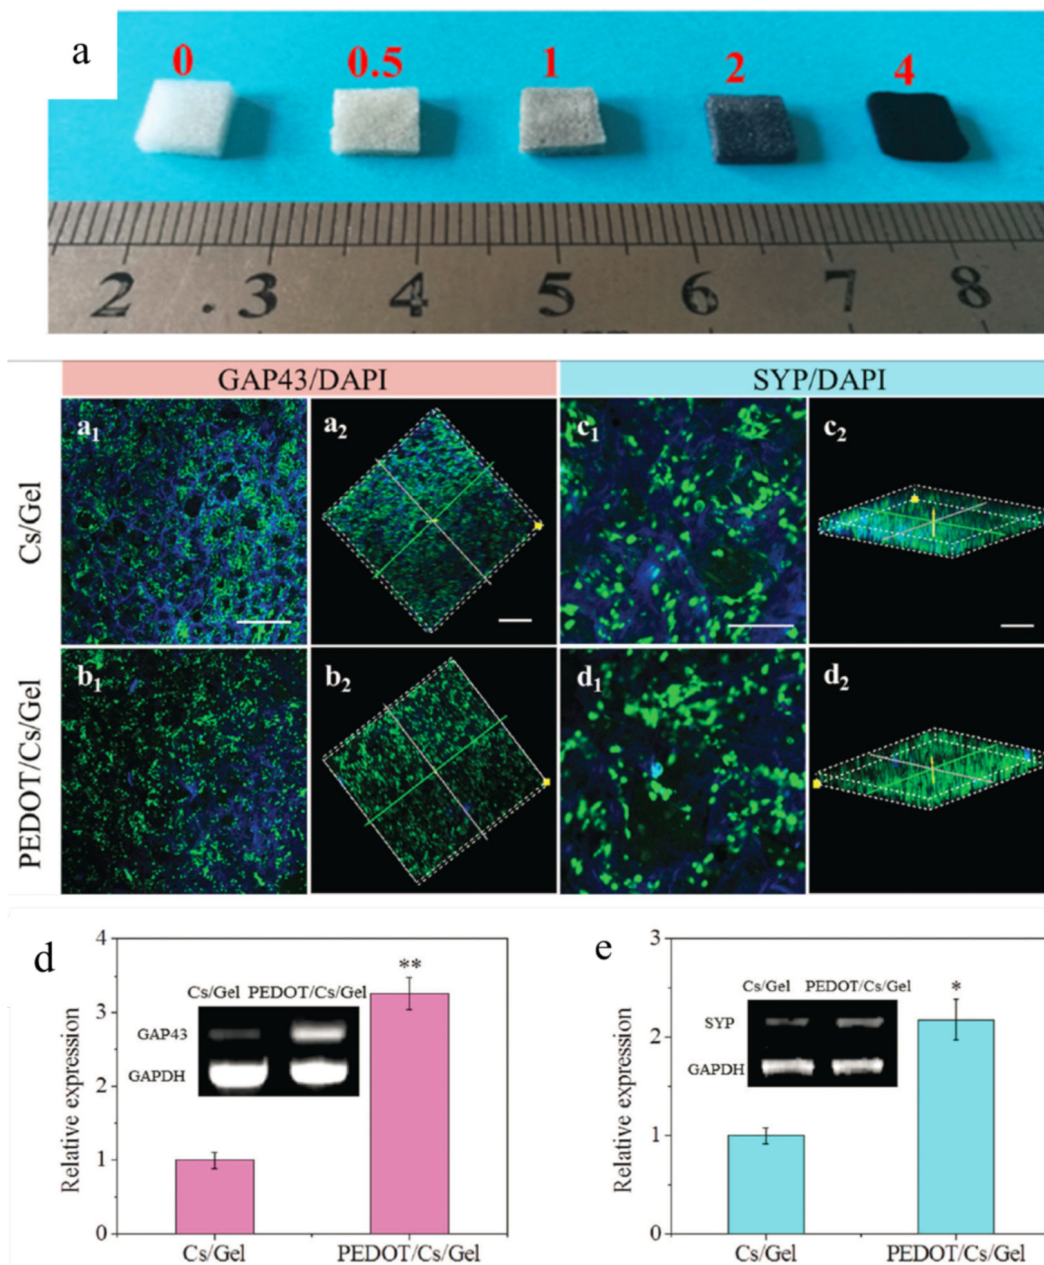 a
0 0.5 1 2 4
2 3 4 5 6 7 8
GAP43/DAPI SYP/DAPI
Cs/Gel
a1 a2 c1 c2
PEDOT/Cs/Gel
b1 b2 d1 d2
d
Relative expression
4
3
2
1
0
**
Cs/Gel PEDOT/Cs/Gel
GAP43
GAPDH
Cs/Gel PEDOT/Cs/Gel
e
Relative expression
3
2
1
0
*
Cs/Gel PEDOT/Cs/Gel
SYP
GAPDH
Cs/Gel PEDOT/Cs/Gel